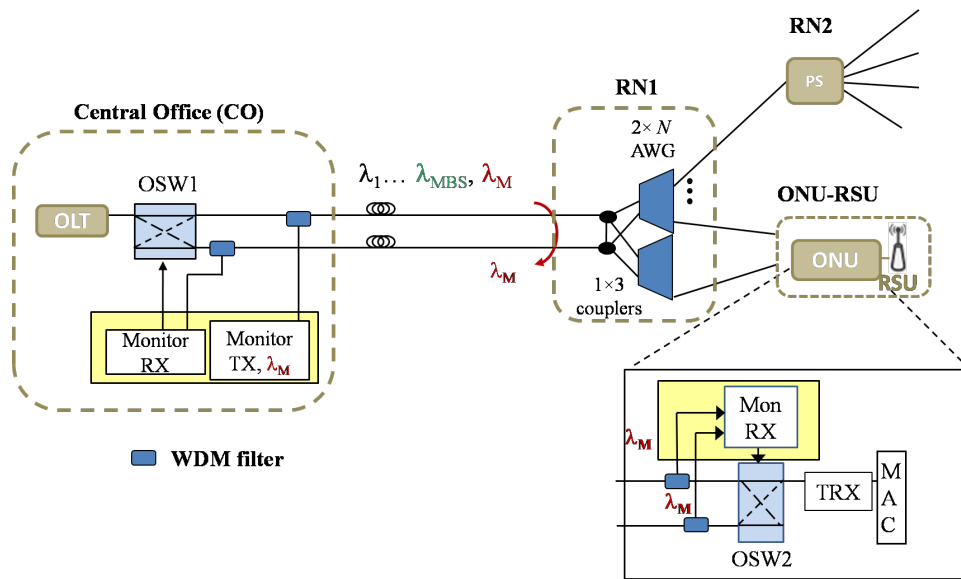 RN2
PS
RN1
Central Office (CO)
2× N
AWG
OSW1
λ1… λMBS, λM
OLT
ONU-RSU
ONU
RSU
λM
1×3
couplers
Monitor
RX
Monitor
TX, λM
WDM filter
Mon
RX
λM
λM
TRX
M
A
C
OSW2